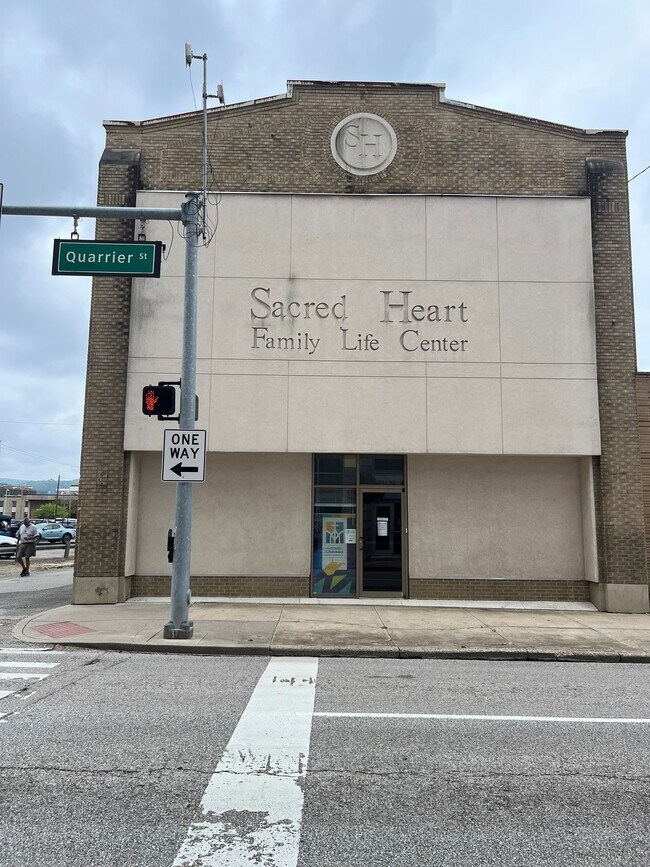 SH
Quarrier St
Sacred Heart
Family Life Center
ONE
WAY